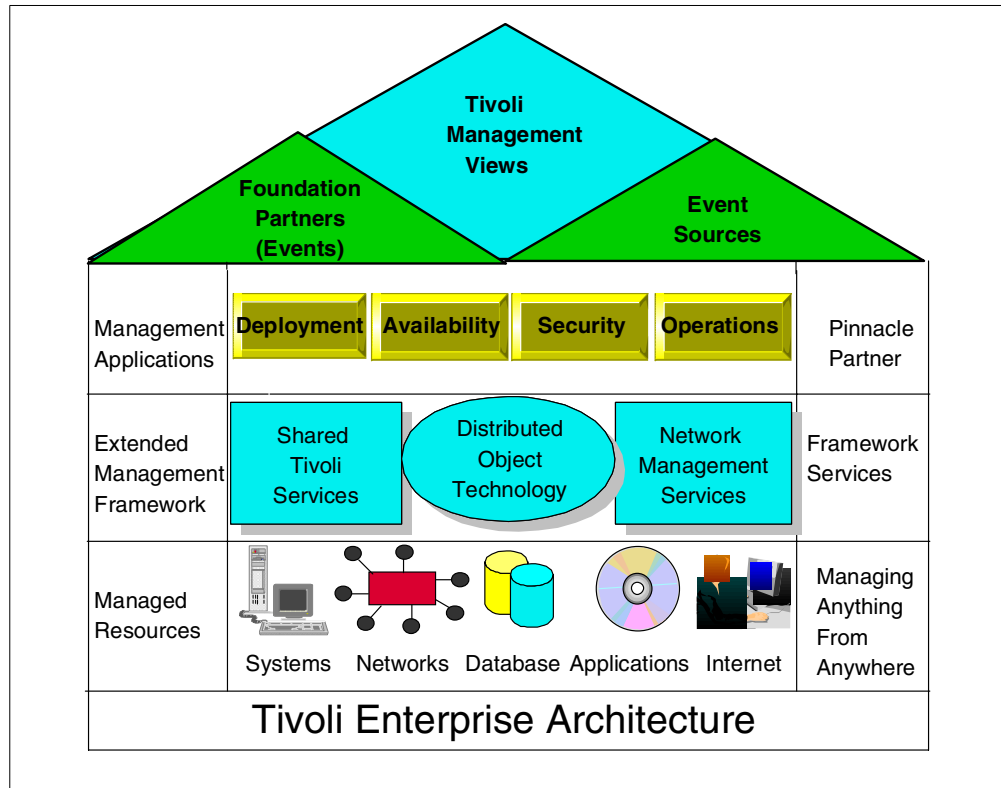 Tivoli
Management
Views
Foundation
Partners
(Events)
Event
Sources
Management
Applications
Deployment
Availability
Security
Operations
Pinnacle
Partner
Extended
Management
Framework
Shared
Tivoli
Services
Distributed
Object
Technology
Network
Management
Services
Framework
Services
Managed
Resources
Systems
Networks
Database
Applications
Internet
Managing
Anything
From
Anywhere
Tivoli Enterprise Architecture